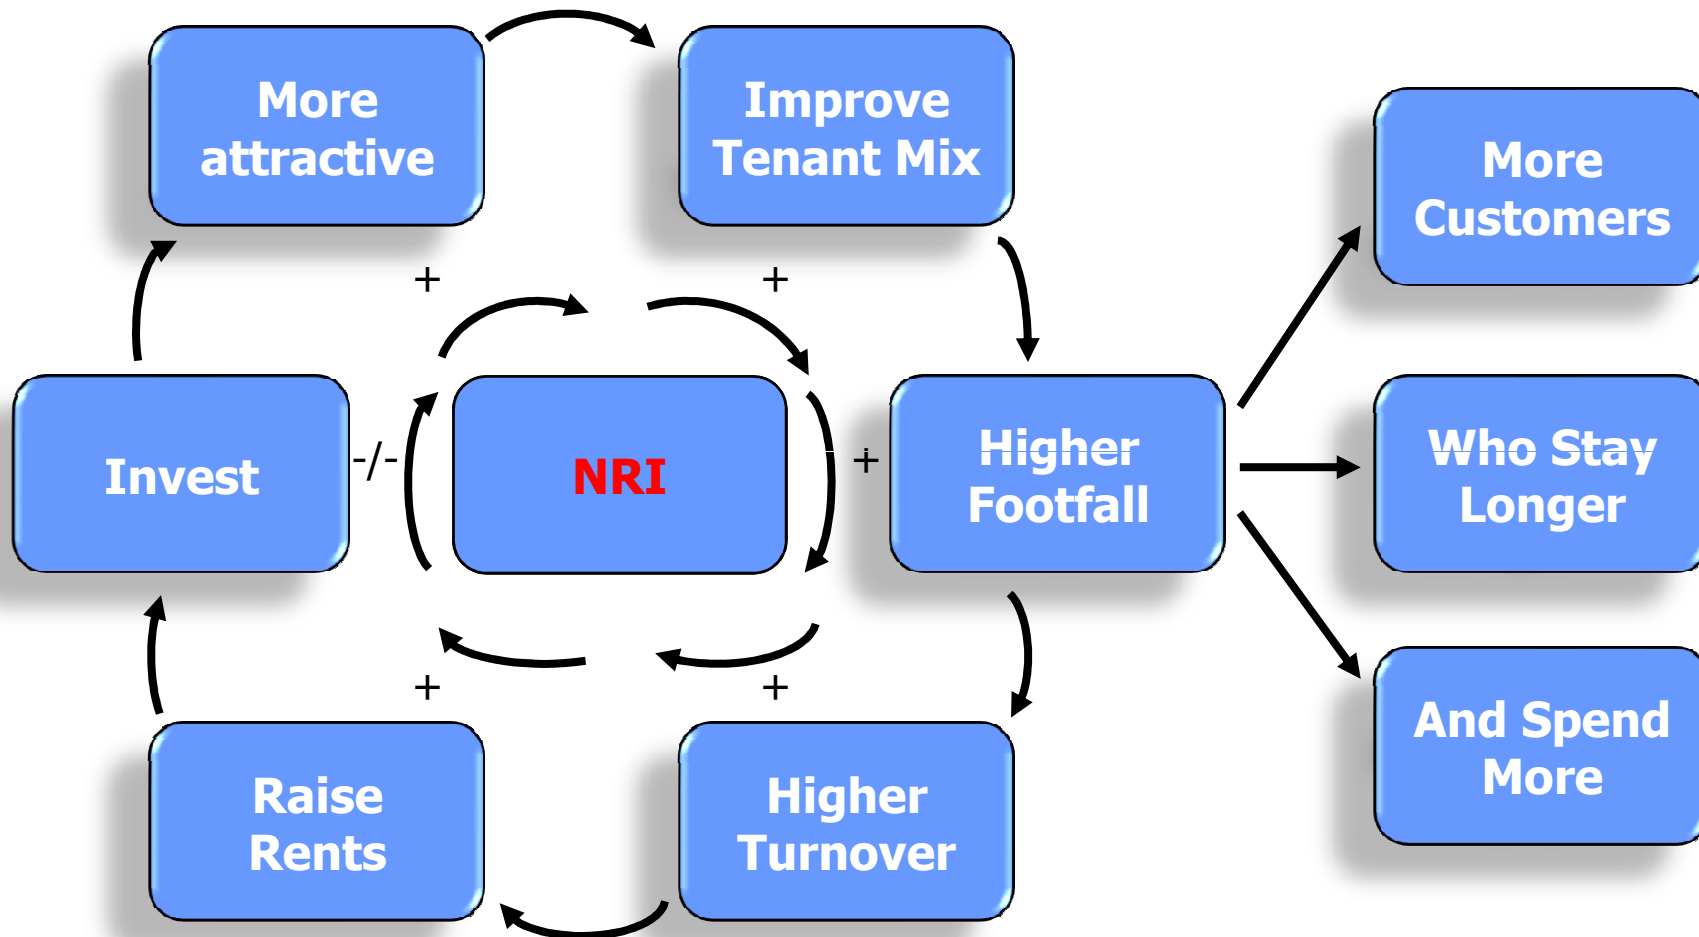 More
attractive
Improve
Tenant Mix
More
Customers
+
+
Invest
-/-
NRI
+
Higher
Footfall
Who Stay
Longer
+
+
Raise
Rents
Higher
Turnover
And Spend
More